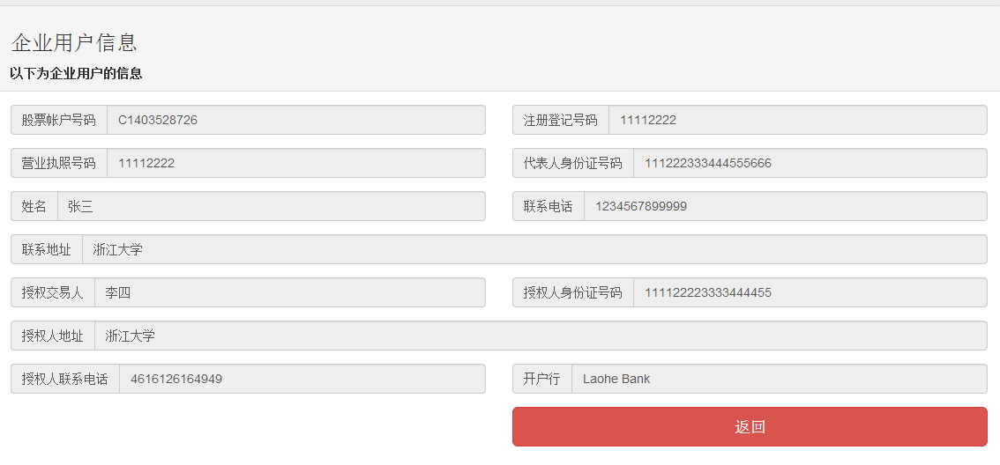 企业用户信息
以下为企业用户的信息
股票帐户号码 C1403528726 注册登记号码 11112222
营业执照号码 11112222 代表人身份证号码 111222333444555666
姓名 张三 联系电话 1234567899999
联系地址 浙江大学
授权交易人 李四 授权人身份证号码 111122223333444455
授权人地址 浙江大学
授权人联系电话 4616126164949 开户行 Laohe Bank
返回